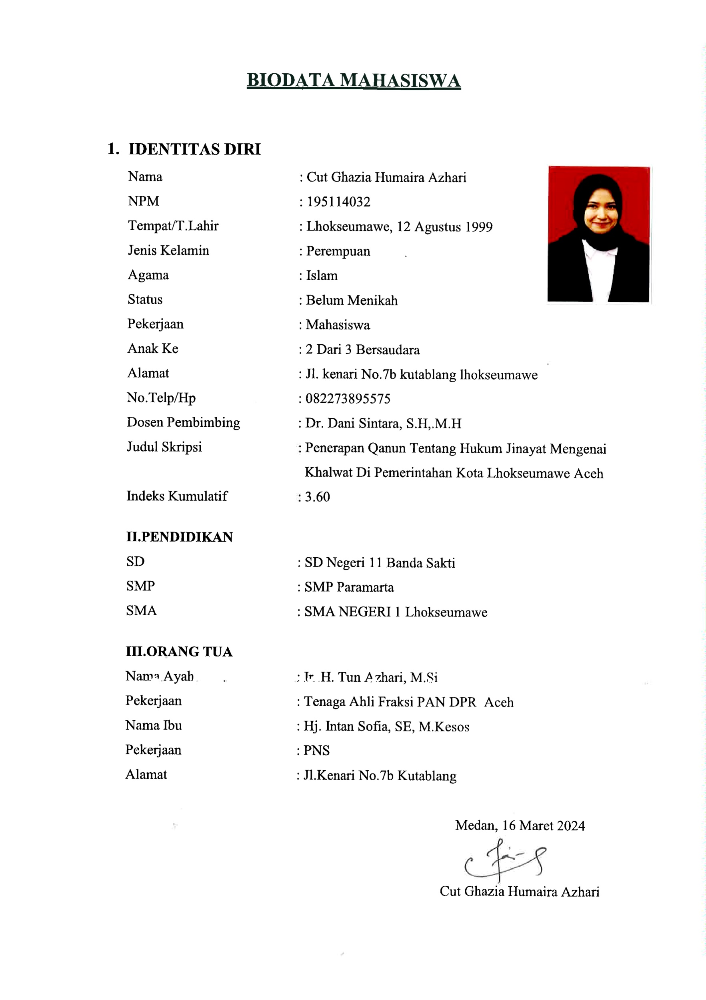 BIODATA MAHASISWA
1. IDENTITAS DIRI
Nama : Cut Ghazia Humaira Azhari
NPM : 195114032
Tempat/T.Lahir : Lhokseumawe, 12 Agustus 1999
Jenis Kelamin : Perempuan
Agama : Islam
Status : Belum Menikah
Pekerjaan : Mahasiswa
Anak Ke : 2 Dari 3 Bersaudara
Alamat : Jl. kenari No.7b kutablang lhokseumawe
No.Telp/Hp : 082273895575
Dosen Pembimbing : Dr. Dani Sintara, S.H,.M.H
Judul Skripsi : Penerapan Qanun Tentang Hukum Jinayat Mengenai
Khalwat Di Pemerintahan Kota Lhokseumawe Aceh
Indeks Kumulatif : 3.60
II.PENDIDIKAN
SD : SD Negeri 11 Banda Sakti
SMP : SMP Paramarta
SMA : SMA NEGERI 1 Lhokseumawe
III.ORANG TUA
Nama Ayah : Ir. H. Tun Azhari, M.Si
Pekerjaan : Tenaga Ahli Fraksi PAN DPR Aceh
Nama Ibu : Hj. Intan Sofia, SE, M.Kesos
Pekerjaan : PNS
Alamat : Jl.Kenari No.7b Kutablang
Medan, 16 Maret 2024
Cut Ghazia Humaira Azhari